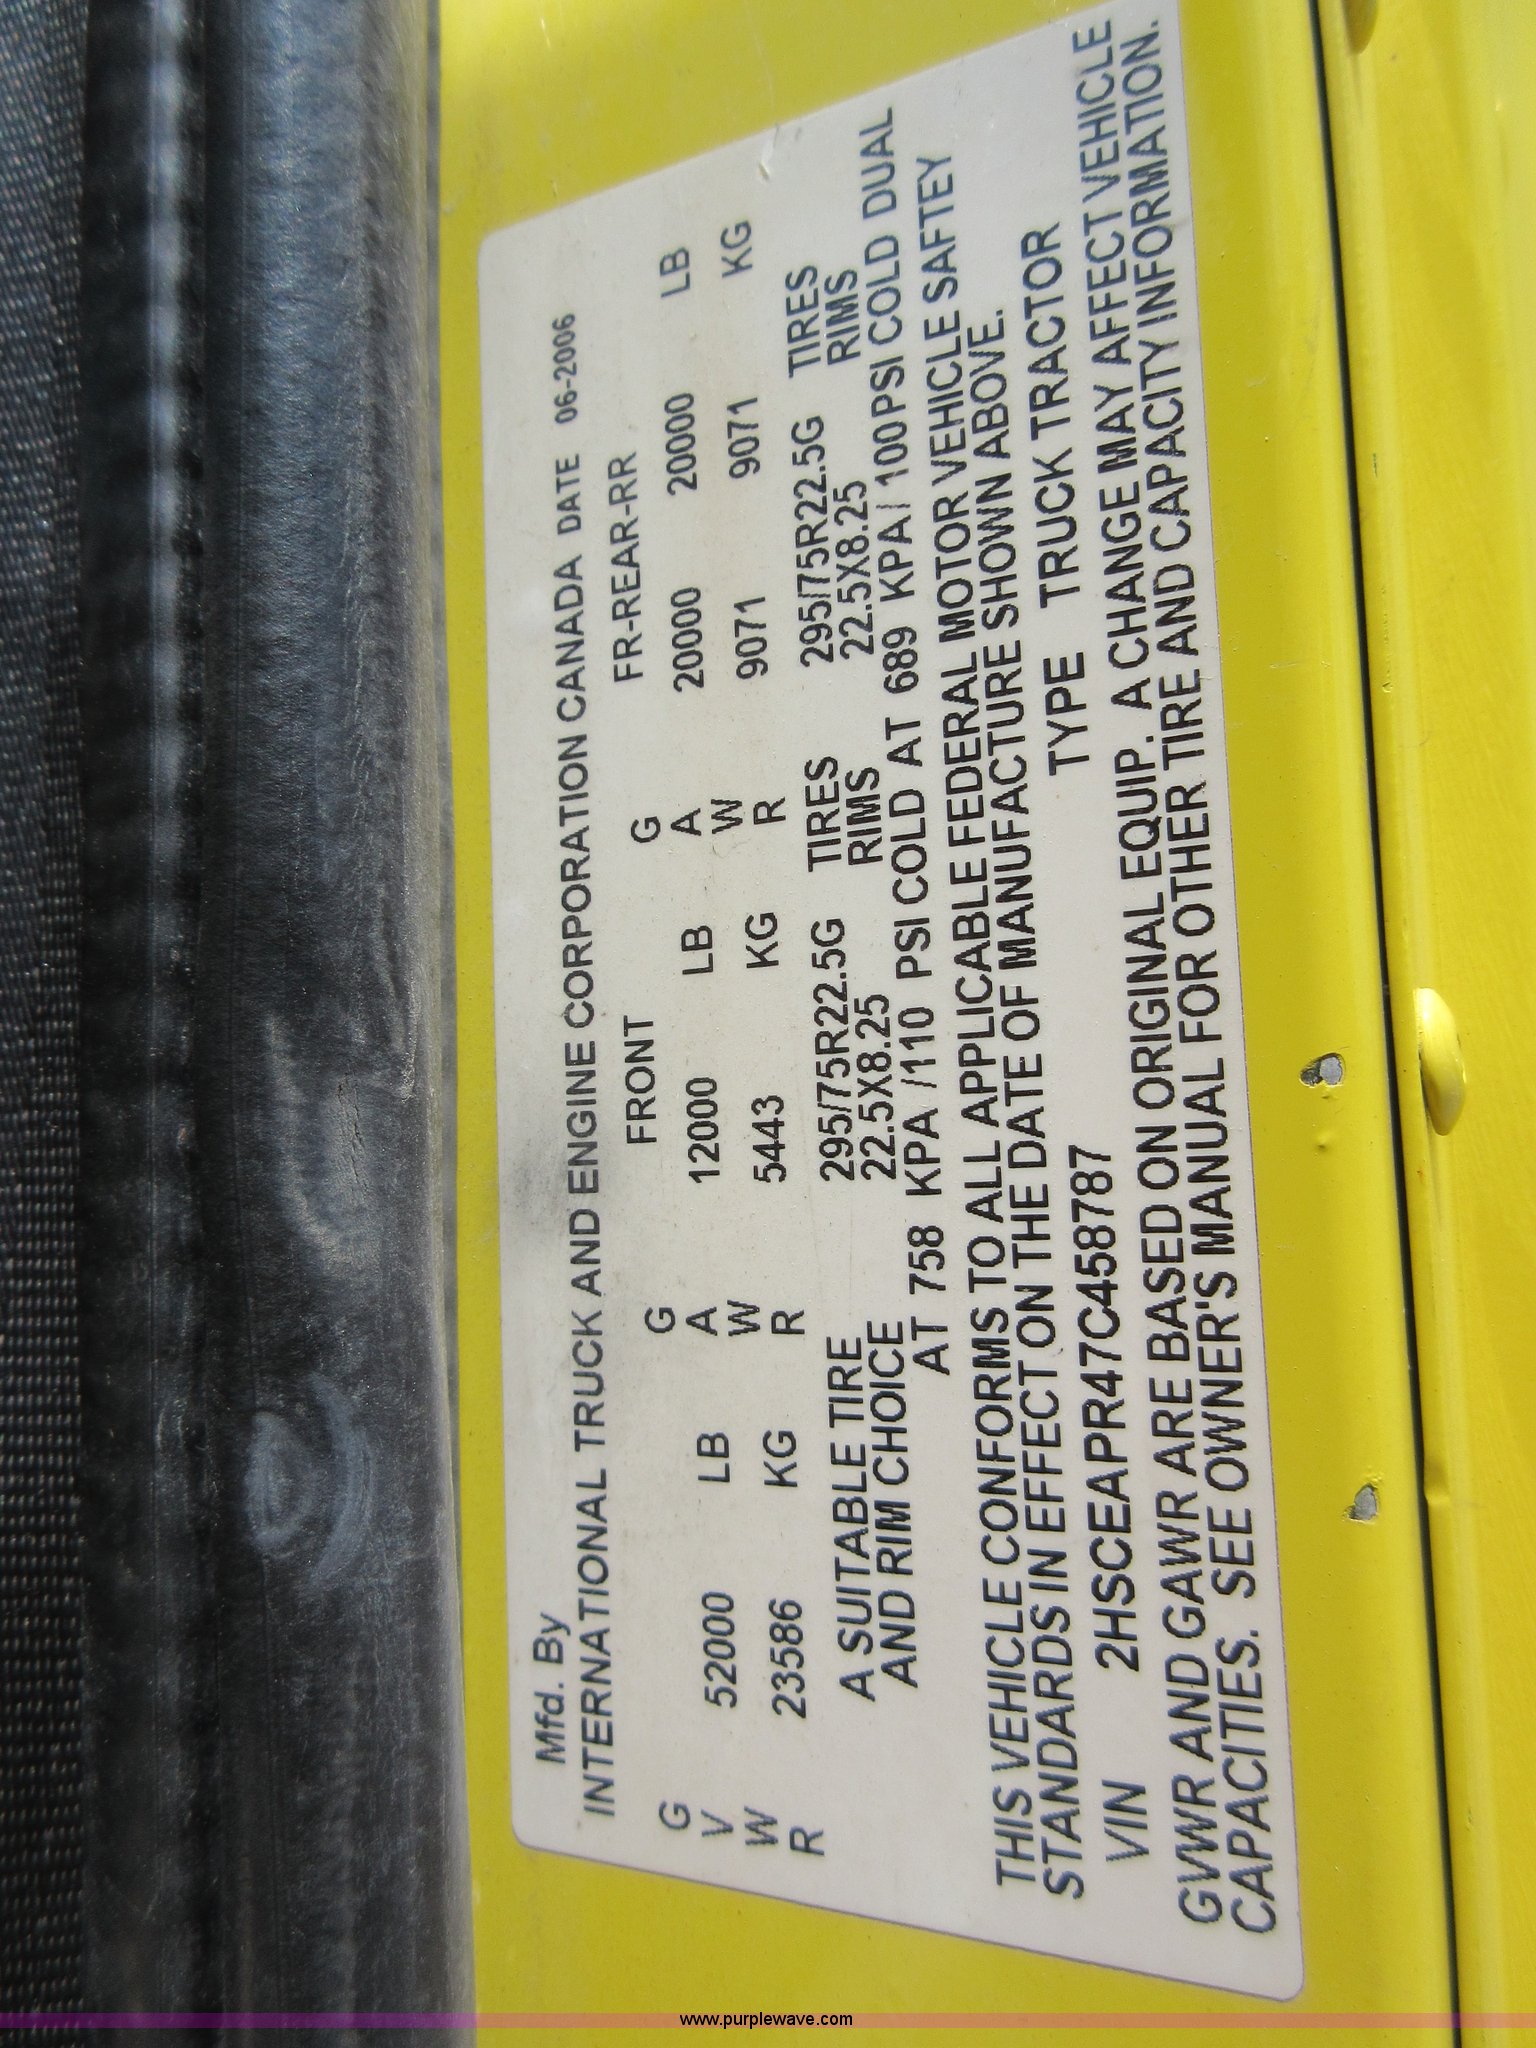 Mfd. By
INTERNATIONAL TRUCK AND ENGINE CORPORATION CANADA DATE 06-2006
FRONT FR-REAR-RR
G G G
V 52000 LB A 12000 LB A 20000 20000 LB
W W W
R 23586 KG R 5443 KG R 9071 9071 KG
A SUITABLE TIRE 295/75R22.5G TIRES 295/75R22.5G TIRES
AND RIM CHOICE 22.5X8.25 RIMS 22.5X8.25 RIMS
AT 758 KPA /110 PSI COLD AT 689 KPA/ 100PSI COLD DUAL
THIS VEHICLE CONFORMS TO ALL APPLICABLE FEDERAL MOTOR VEHICLE SAFTEY
STANDARDS IN EFFECT ON THE DATE OF MANUFACTURE SHOWN ABOVE.
VIN 2HSCEAPR47C458787 TYPE TRUCK TRACTOR
GVWR AND GAWR ARE BASED ON ORIGINAL EQUIP. A CHANGE MAY AFFECT VEHICLE
CAPACITIES. SEE OWNER'S MANUAL FOR OTHER TIRE AND CAPACITY INFORMATION.
www.purplewave.com